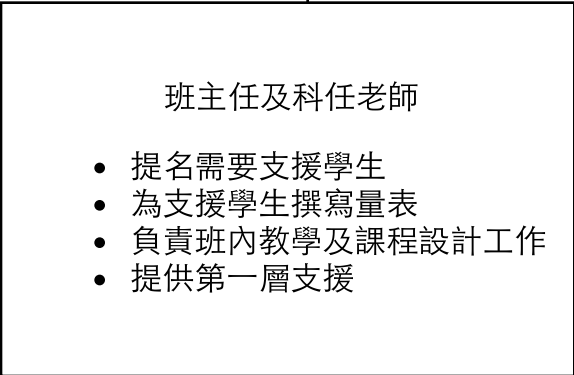 班主任及科任老師
• 提名需要支援學生
• 為支援學生撰寫量表
• 負責班內教學及課程設計工作
• 提供第一層支援